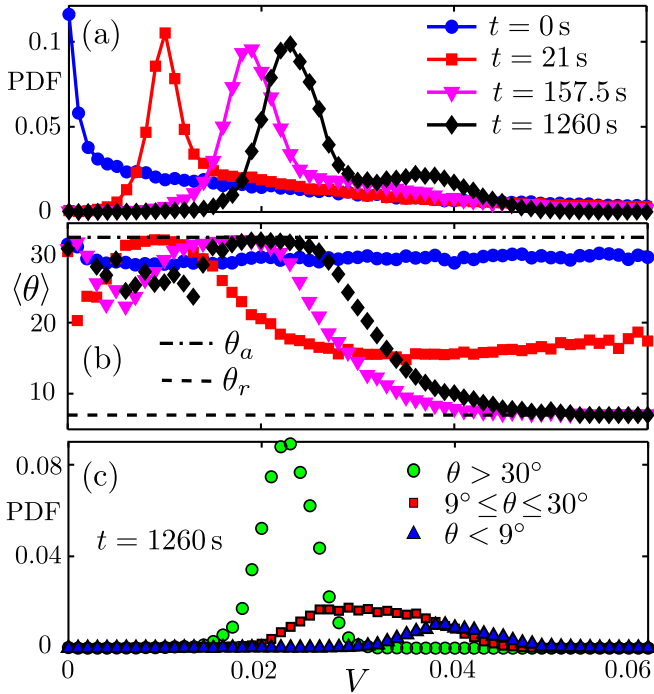 0.1
(a)
t = 0 s
PDF
t = 21 s
t = 157.5 s
0.05
t = 1260 s
0
30
⟨θ⟩
20
(b)
θₐ
θᵣ
10
0.08
(c)
θ > 30°
PDF
9° ≤ θ ≤ 30°
t = 1260 s
θ < 9°
0.04
0
0 0.02 0.04 0.06
V